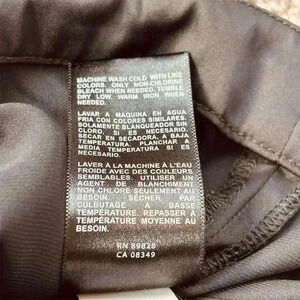 MACHINE WASH COLD WITH LIKE
COLORS. ONLY NON-CHLORINE
BLEACH WHEN NEEDED. TUMBLE
DRY LOW. WARM IRON WHEN
NEEDED.
LAVAR A MAQUINA EN AGUA
FRIA CON COLORES SIMILARES.
SOLAMENTE BLANQUEADOR SIN
CLORO, SI ES NECESARIO.
SECAR EN SECADORA, A BAJA
TEMPERATURA. PLANCHAR A
MEDIA TEMPERATURA SI ES
NECESARIO.
LAVER À LA MACHINE À L'EAU
FROIDE AVEC DES COULEURS
SEMBLABLES. UTILISER UN
AGENT DE BLANCHIMENT
NON CHLORÉ SEULEMENT AU
BESOIN. SÉCHER PAR
CULBUTAGE À BASSE
TEMPÉRATURE. REPASSER À
TEMPÉRATURE MOYENNE AU
BESOIN.
RN 89828
CA 08349